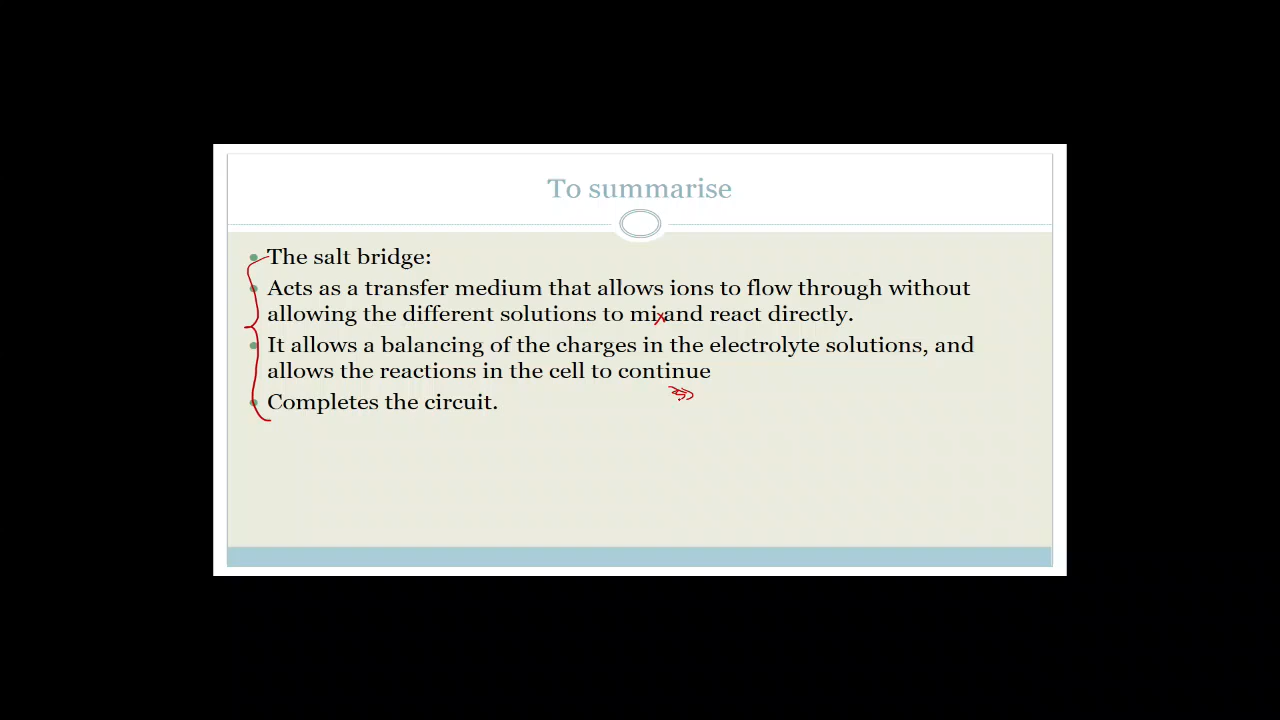 To summarise
The salt bridge:
Acts as a transfer medium that allows ions to flow through without
allowing the different solutions to mix and react directly.
It allows a balancing of the charges in the electrolyte solutions, and
allows the reactions in the cell to continue
Completes the circuit.